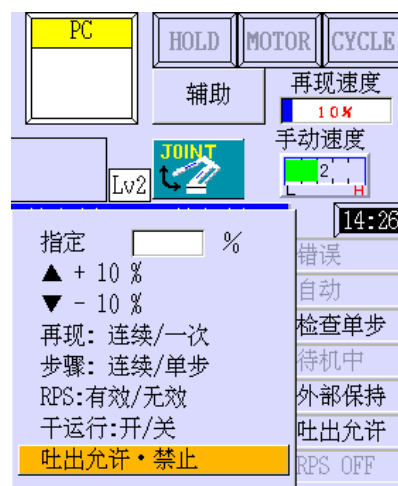 PC
HOLD
MOTOR
CYCLE
辅助
再现速度
10%
手动速度
2
L
H
JOINT
Lv2
14:26
指定 %
▲ + 10 %
▼ - 10 %
再现: 连续/一次
步骤: 连续/单步
RPS:有效/无效
干运行:开/关
吐出允许·禁止
错误
自动
检查单步
待机中
外部保持
吐出允许
RPS OFF